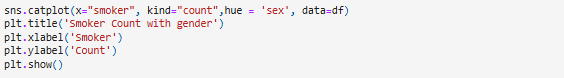 sns.catplot(x="smoker", kind="count",hue = 'sex', data=df)
plt.title('Smoker Count with gender')
plt.xlabel('Smoker')
plt.ylabel('Count')
plt.show()